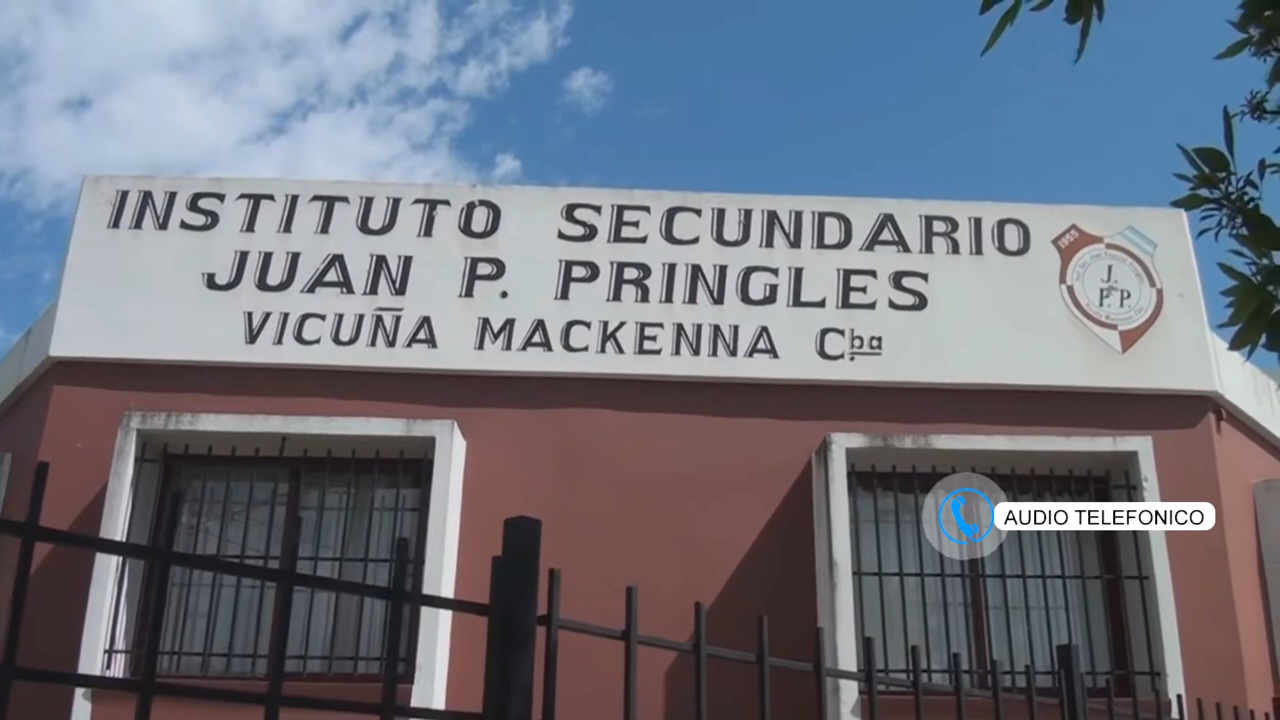 INSTITUTO SECUNDARIO
JUAN P. PRINGLES
VICUÑA MACKENNA Cba
1955
J.
P. P.
AUDIO TELEFONICO